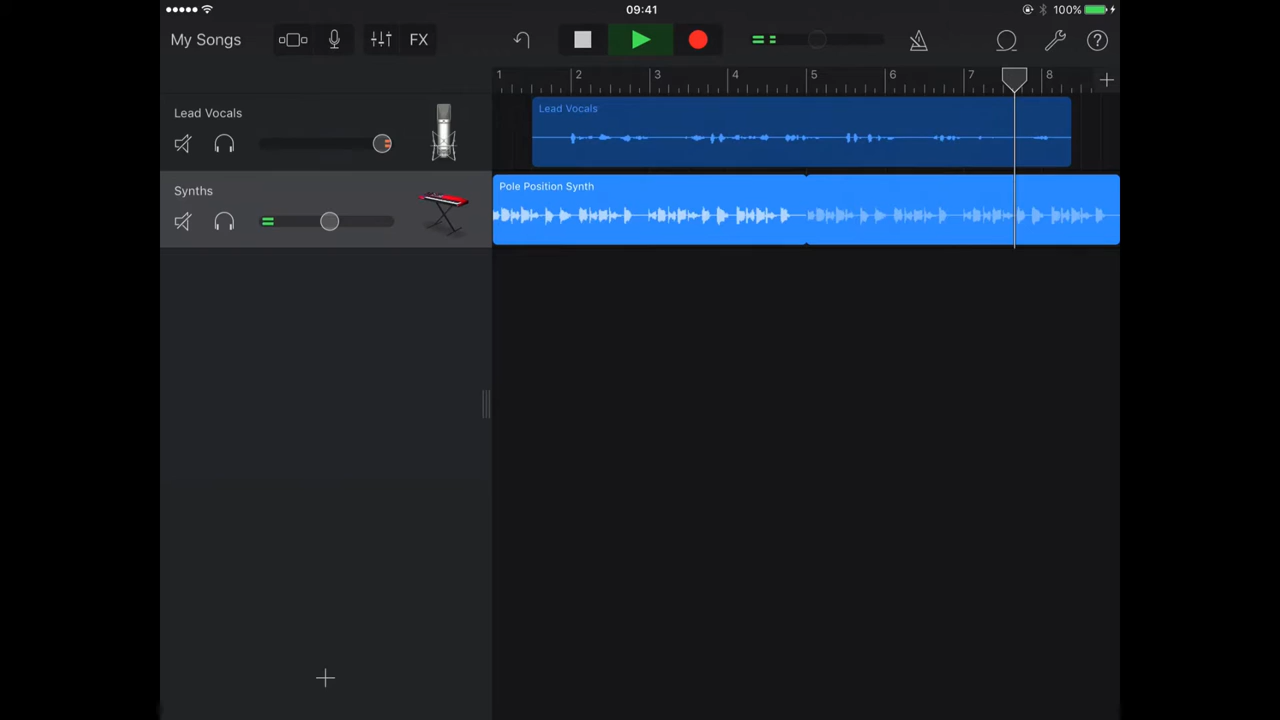 09:41
100%
My Songs
FX
?
1 2 3 4 5 6 7 8
Lead Vocals
Lead Vocals
Synths
Pole Position Synth